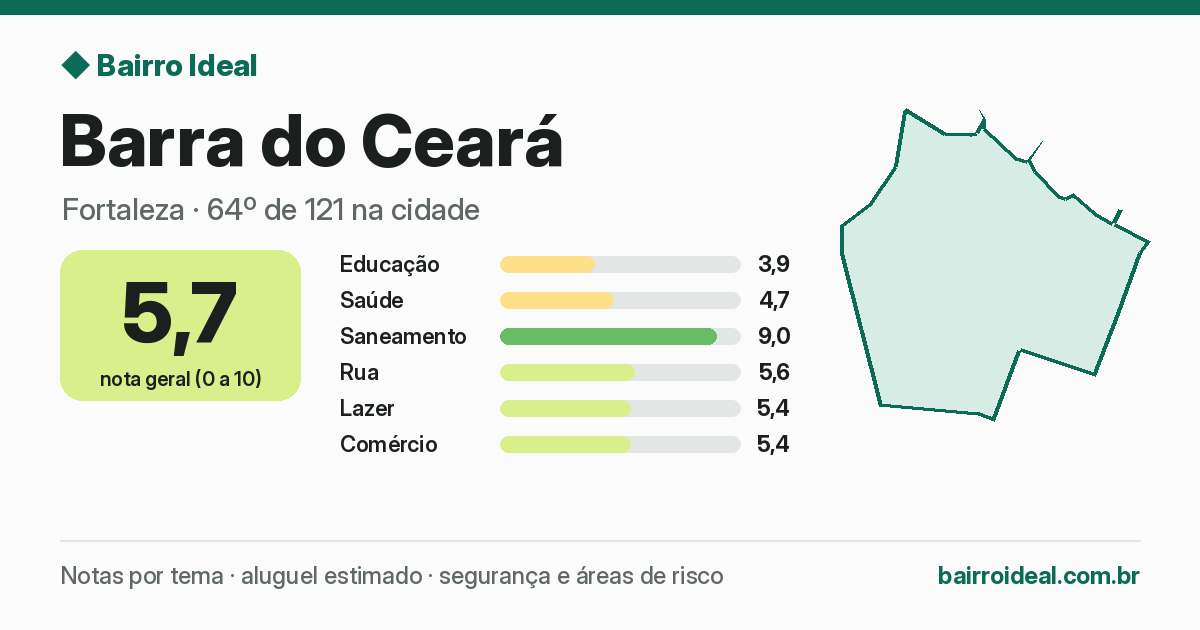 Bairro Ideal
Barra do Ceará
Fortaleza · 64º de 121 na cidade
5,7
nota geral (0 a 10)
Educação 3,9
Saúde 4,7
Saneamento 9,0
Rua 5,6
Lazer 5,4
Comércio 5,4
Notas por tema · aluguel estimado · segurança e áreas de risco
bairroideal.com.br